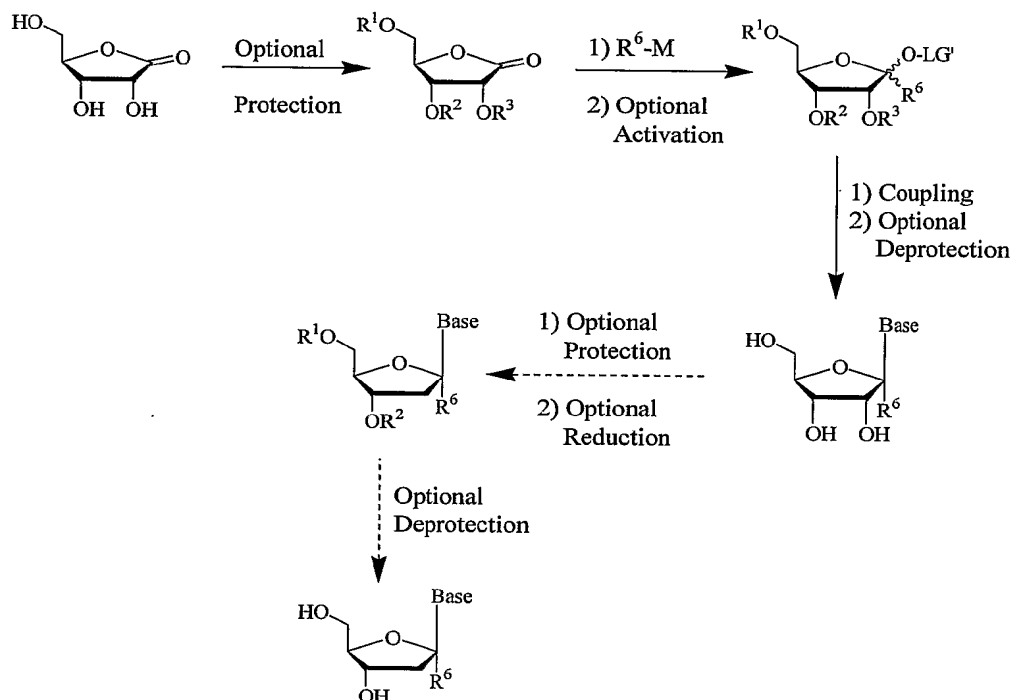 HO
O
O
OH OH
Optional
Protection
R¹O
O
O
OR² OR³
1) R⁶-M
2) Optional
Activation
R¹O
O
O-LG'
R⁶
OR² OR³
1) Coupling
2) Optional
Deprotection
HO
Base
O
R⁶
OH OH
1) Optional
Protection
2) Optional
Reduction
R¹O
Base
O
R⁶
OR²
Optional
Deprotection
HO
Base
O
R⁶
OH